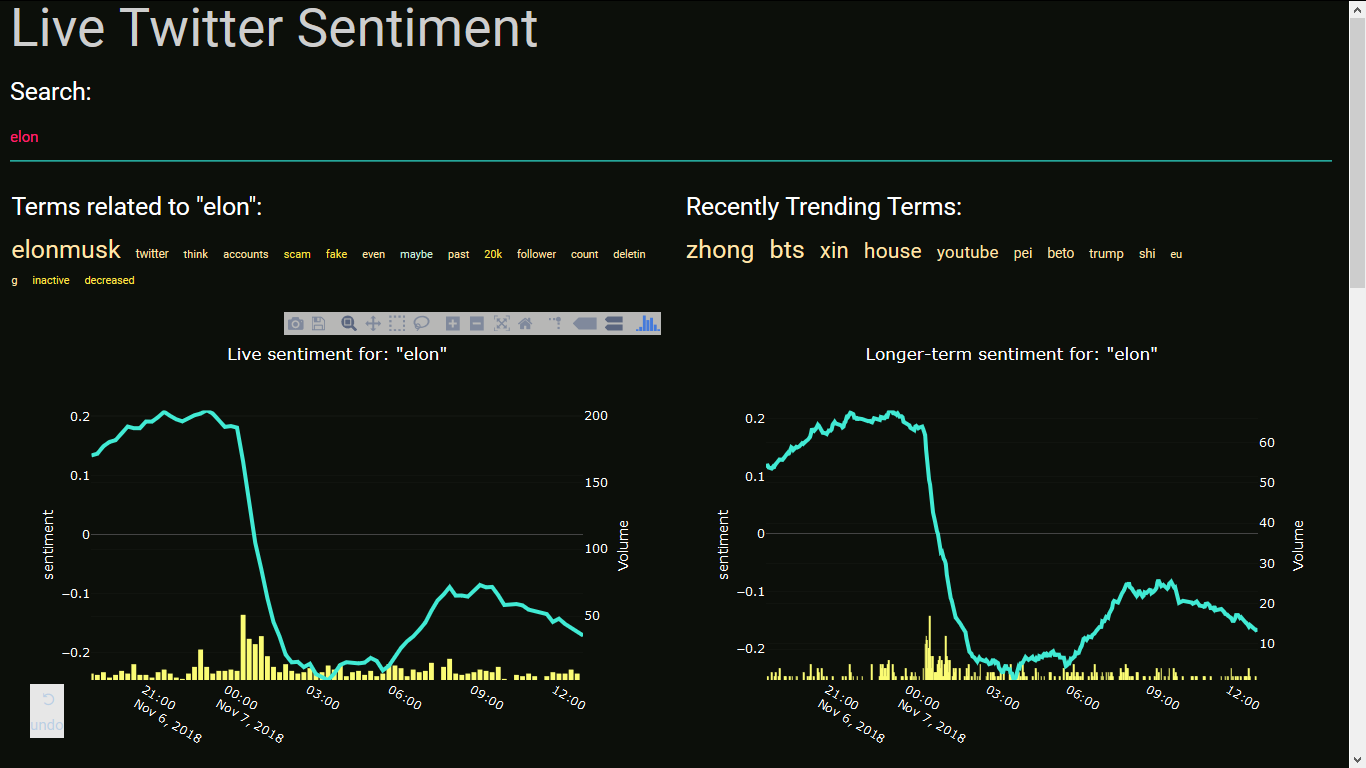 Live Twitter Sentiment
Search:
elon
Terms related to "elon":
elonmusk twitter think accounts scam fake even maybe past 20k follower count deletin
g inactive decreased
Recently Trending Terms:
zhong bts xin house youtube pei beto trump shi eu
Live sentiment for: "elon"
0.2
0.1
0
−0.1
−0.2
sentiment
200
150
100
50
Volume
21:00
Nov 6, 2018
00:00
Nov 7, 2018
03:00
06:00
09:00
12:00
Longer-term sentiment for: "elon"
0.2
0.1
0
−0.1
−0.2
sentiment
60
50
40
30
20
10
Volume
21:00
Nov 6, 2018
00:00
Nov 7, 2018
03:00
06:00
09:00
12:00
undo